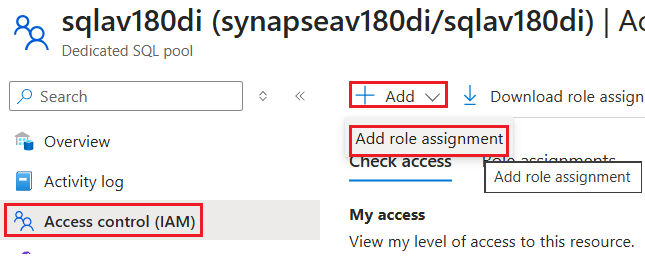 sqlav180di (synapseav180di/sqlav180di) | Ac
Dedicated SQL pool
Search
Add
Download role assign
Add role assignment
Overview
Check access
Role assignments
Add role assignment
Activity log
Access control (IAM)
My access
View my level of access to this resource.